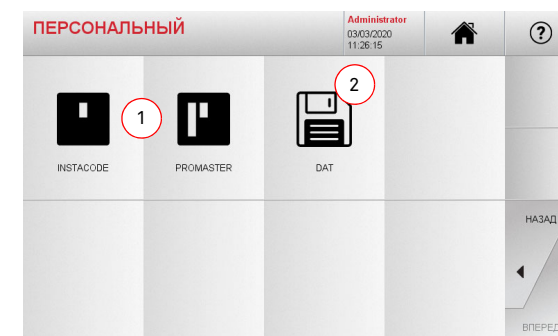 ПЕРСОНАЛЬНЫЙ
Administrator
03/03/2020
11:26:15
?
1
2
INSTACODE
PROMASTER
DAT
НАЗАД
ВПЕРЕД